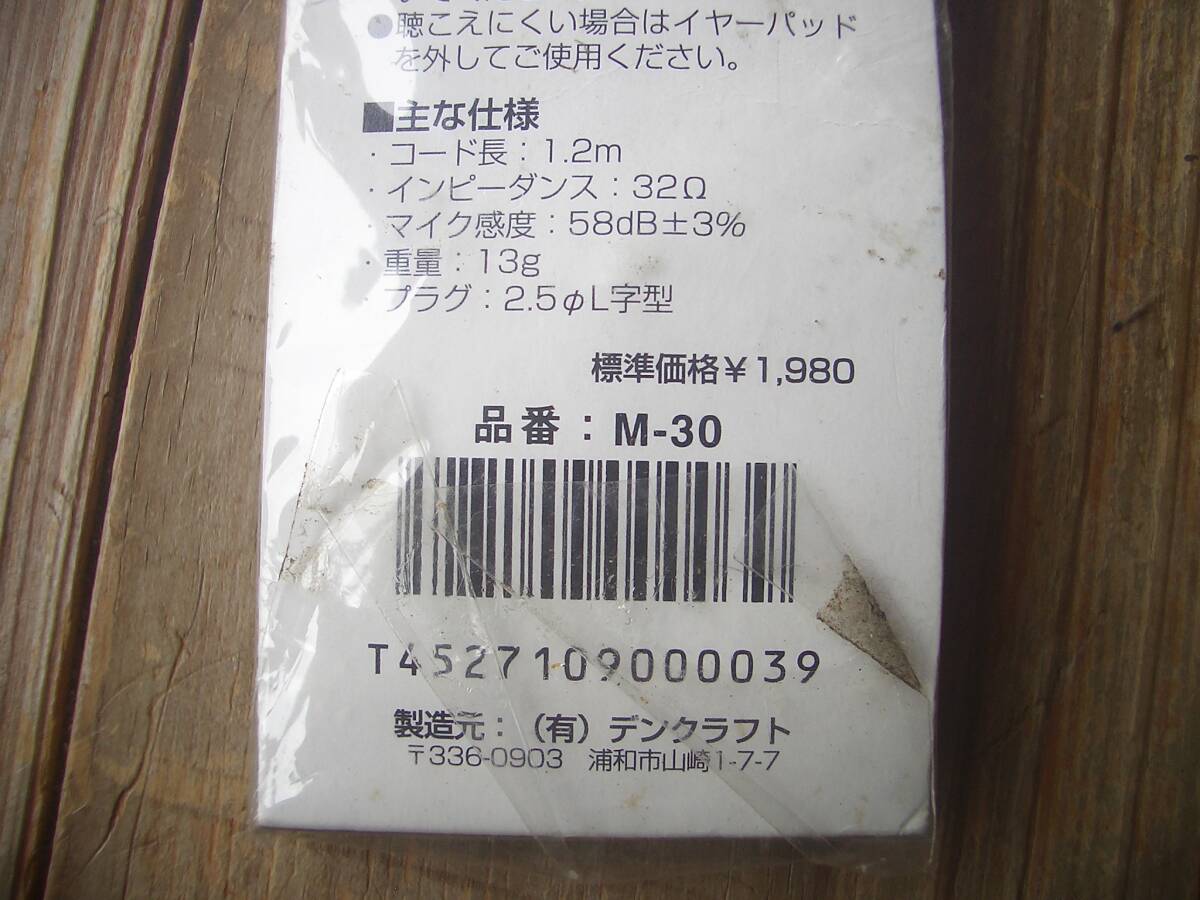 ●聴こえにくい場合はイヤーパッド
を外してご使用ください。
■主な仕様
・コード長：1.2m
・インピーダンス：32Ω
・マイク感度：58dB±3%
・重量：13g
・プラグ：2.5φL字型
標準価格￥1,980
品番：M-30
T4527109000039
製造元：（有）デンクラフト
〒336-0903 浦和市山崎1-7-7